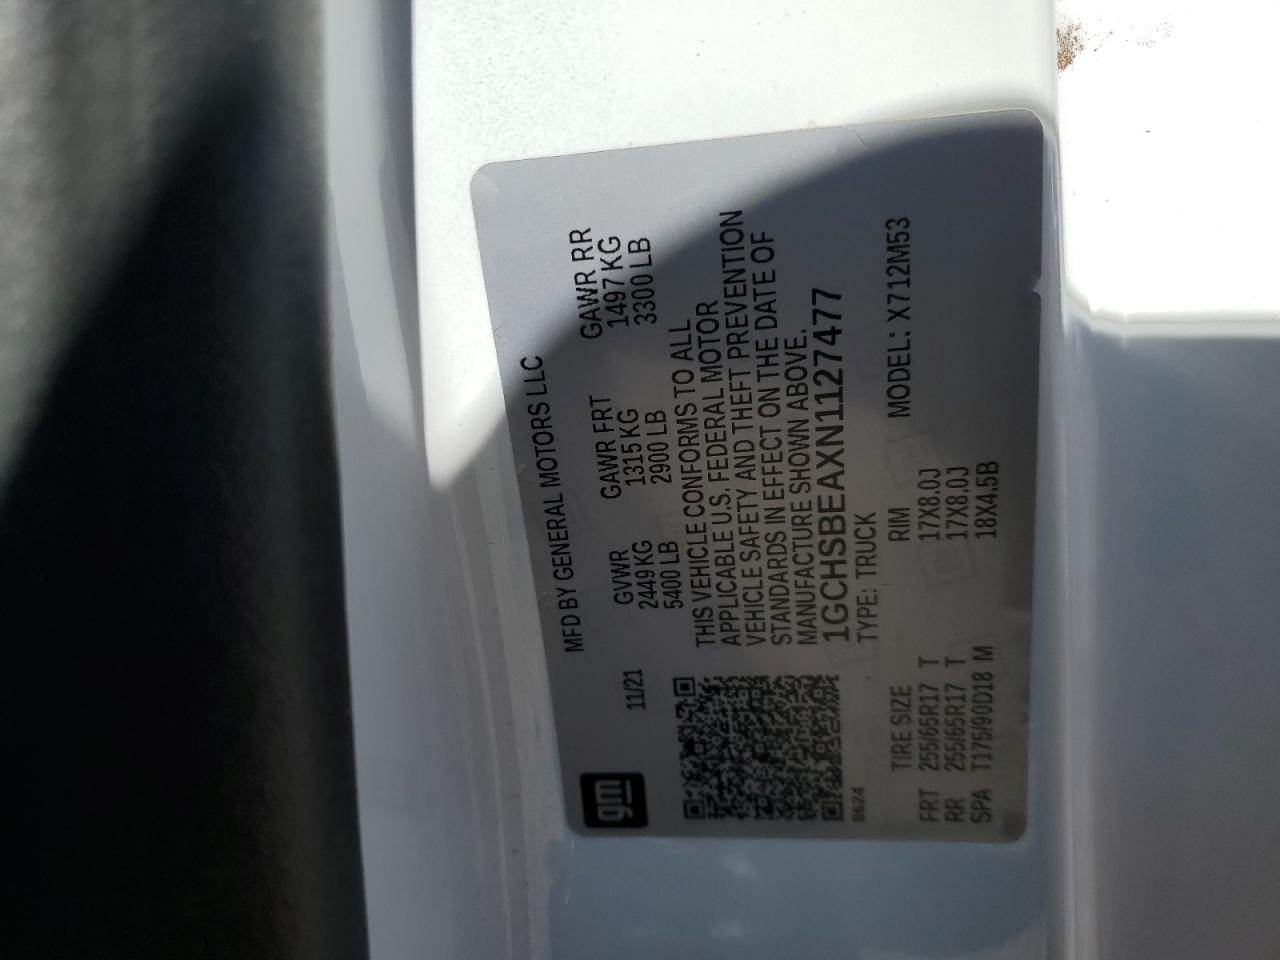 gm
MFD BY GENERAL MOTORS LLC
11/21
GVWR GAWR FRT GAWR RR
2449 KG 1315 KG 1497 KG
5400 LB 2900 LB 3300 LB
THIS VEHICLE CONFORMS TO ALL
APPLICABLE U.S. FEDERAL MOTOR
VEHICLE SAFETY AND THEFT PREVENTION
STANDARDS IN EFFECT ON THE DATE OF
MANUFACTURE SHOWN ABOVE.
1GCHSBEAXN1127477
8624
TYPE: TRUCK MODEL: X712M53
TIRE SIZE RIM
FRT 255/65R17 T 17X8.0J
RR 255/65R17 T 17X8.0J
SPA T175/90D18 M 18X4.5B